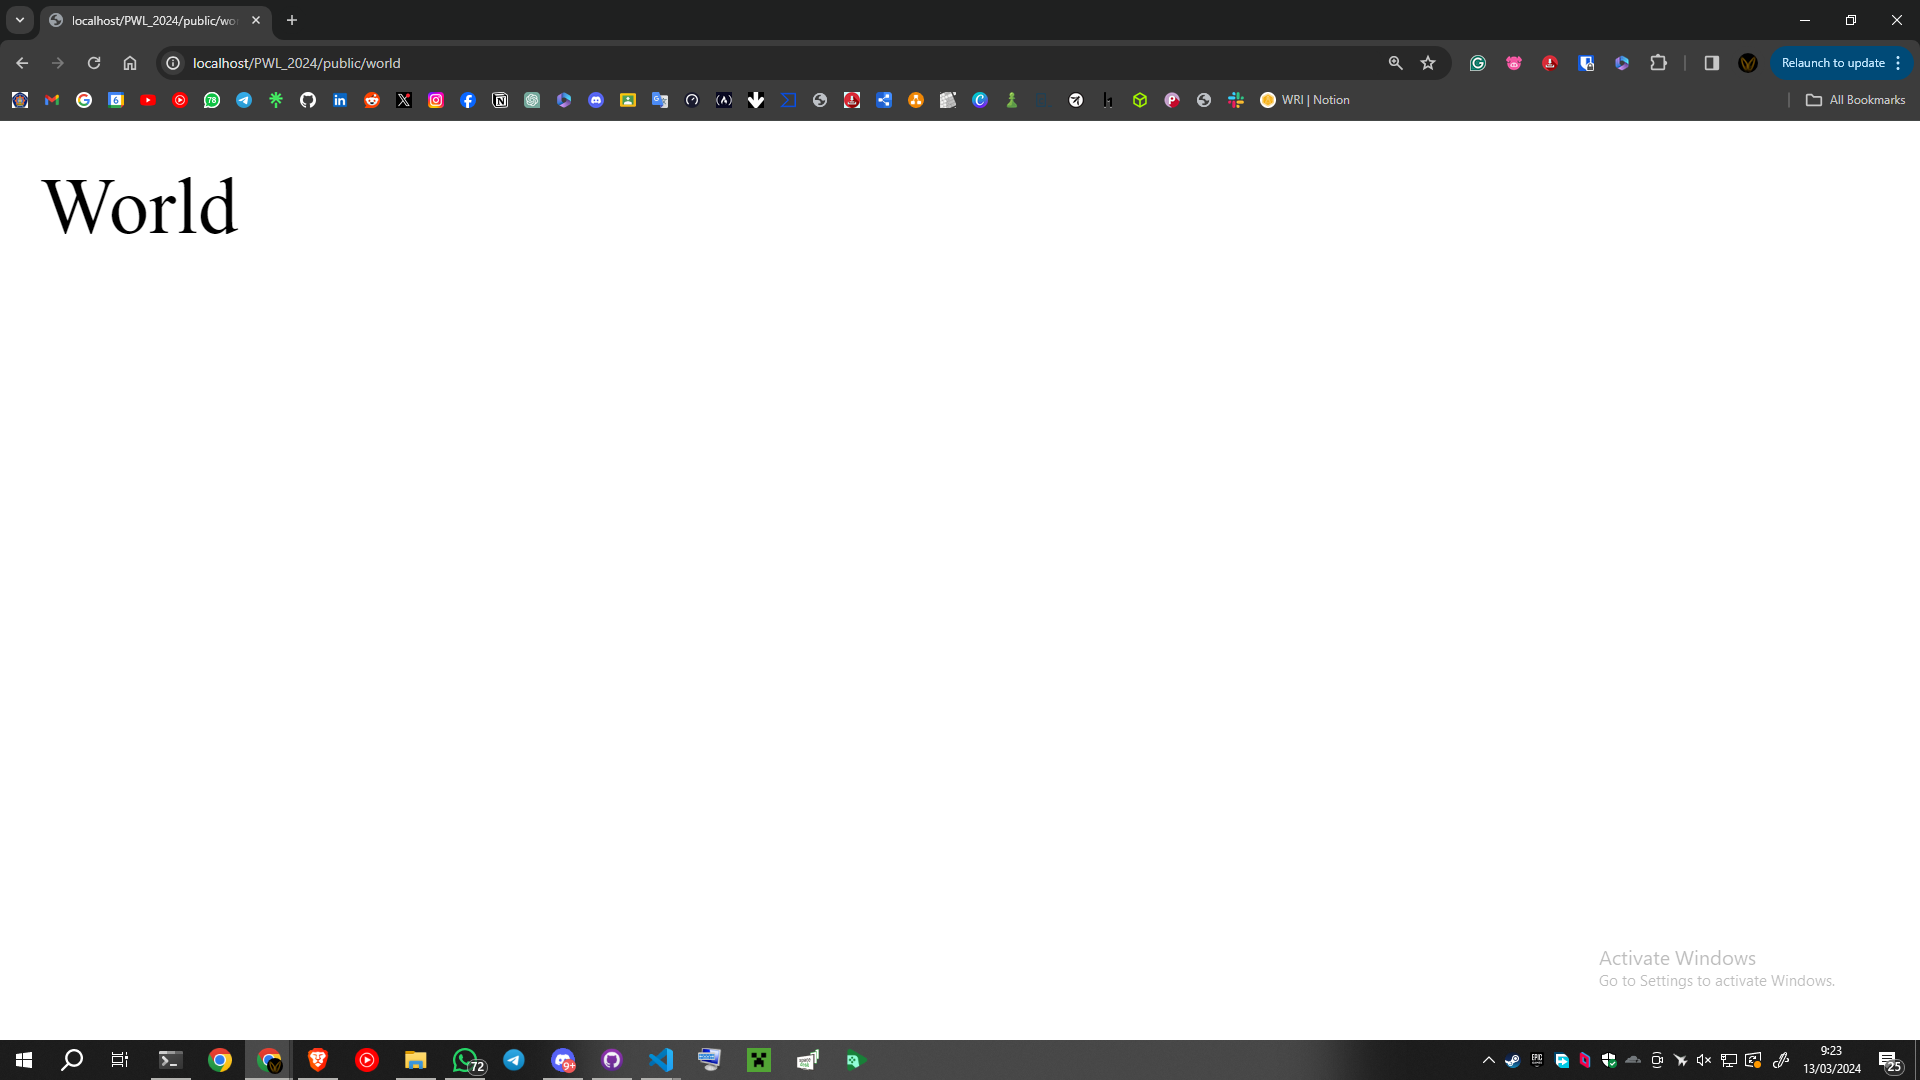 localhost/PWL_2024/public/wo
localhost/PWL_2024/public/world
Relaunch to update
WRI | Notion
All Bookmarks
World
Activate Windows
Go to Settings to activate Windows.
72
9+
9:23
13/03/2024
25